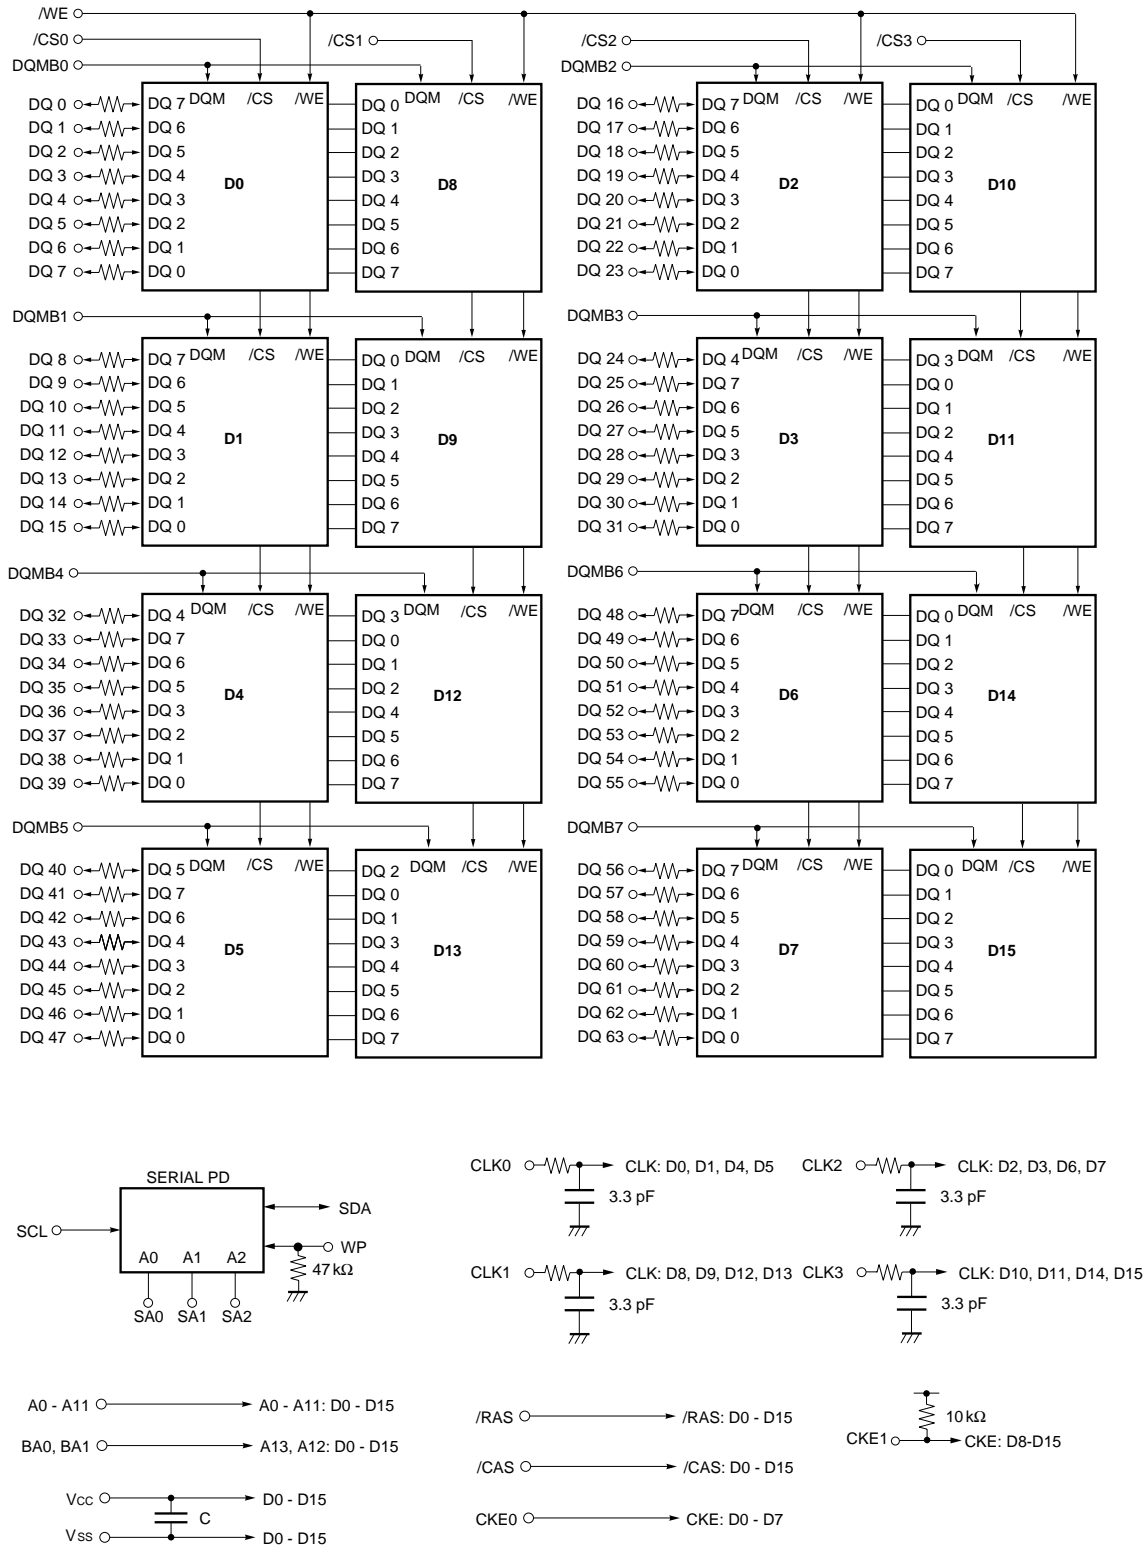 /WE
/CS0 /CS1 /CS2 /CS3
DQMB0 DQMB2
DQM /CS /WE DQM /CS /WE DQM /CS /WE DQM /CS /WE
DQ 0 DQ 7 DQ 0 DQ 16 DQ 7 DQ 0
DQ 1 DQ 6 DQ 1 DQ 17 DQ 6 DQ 1
DQ 2 DQ 5 DQ 2 DQ 18 DQ 5 DQ 2
DQ 3 DQ 4 DQ 3 DQ 19 DQ 4 DQ 3
D0 D8 D2 D10
DQ 4 DQ 3 DQ 4 DQ 20 DQ 3 DQ 4
DQ 5 DQ 2 DQ 5 DQ 21 DQ 2 DQ 5
DQ 6 DQ 1 DQ 6 DQ 22 DQ 1 DQ 6
DQ 7 DQ 0 DQ 7 DQ 23 DQ 0 DQ 7
DQMB1 DQMB3
DQM /CS /WE DQM /CS /WE DQM /CS /WE DQM /CS /WE
DQ 8 DQ 7 DQ 0 DQ 24 DQ 4 DQ 3
DQ 9 DQ 6 DQ 1 DQ 25 DQ 7 DQ 0
DQ 10 DQ 5 DQ 2 DQ 26 DQ 6 DQ 1
DQ 11 DQ 4 DQ 3 DQ 27 DQ 5 DQ 2
D1 D9 D3 D11
DQ 12 DQ 3 DQ 4 DQ 28 DQ 3 DQ 4
DQ 13 DQ 2 DQ 5 DQ 29 DQ 2 DQ 5
DQ 14 DQ 1 DQ 6 DQ 30 DQ 1 DQ 6
DQ 15 DQ 0 DQ 7 DQ 31 DQ 0 DQ 7
DQMB4 DQMB6
DQM /CS /WE DQM /CS /WE DQM /CS /WE DQM /CS /WE
DQ 32 DQ 4 DQ 3 DQ 48 DQ 7 DQ 0
DQ 33 DQ 7 DQ 0 DQ 49 DQ 6 DQ 1
DQ 34 DQ 6 DQ 1 DQ 50 DQ 5 DQ 2
DQ 35 DQ 5 DQ 2 DQ 51 DQ 4 DQ 3
D4 D12 D6 D14
DQ 36 DQ 3 DQ 4 DQ 52 DQ 3 DQ 4
DQ 37 DQ 2 DQ 5 DQ 53 DQ 2 DQ 5
DQ 38 DQ 1 DQ 6 DQ 54 DQ 1 DQ 6
DQ 39 DQ 0 DQ 7 DQ 55 DQ 0 DQ 7
DQMB5 DQMB7
DQM /CS /WE DQM /CS /WE DQM /CS /WE DQM /CS /WE
DQ 40 DQ 5 DQ 2 DQ 56 DQ 7 DQ 0
DQ 41 DQ 7 DQ 0 DQ 57 DQ 6 DQ 1
DQ 42 DQ 6 DQ 1 DQ 58 DQ 5 DQ 2
DQ 43 DQ 4 DQ 3 DQ 59 DQ 4 DQ 3
D5 D13 D7 D15
DQ 44 DQ 3 DQ 4 DQ 60 DQ 3 DQ 4
DQ 45 DQ 2 DQ 5 DQ 61 DQ 2 DQ 5
DQ 46 DQ 1 DQ 6 DQ 62 DQ 1 DQ 6
DQ 47 DQ 0 DQ 7 DQ 63 DQ 0 DQ 7
SERIAL PD
SDA
SCL
WP
A0 A1 A2
47 kΩ
SA0 SA1 SA2
CLK0 CLK: D0, D1, D4, D5
3.3 pF
CLK2 CLK: D2, D3, D6, D7
3.3 pF
CLK1 CLK: D8, D9, D12, D13
3.3 pF
CLK3 CLK: D10, D11, D14, D15
3.3 pF
A0 - A11 A0 - A11: D0 - D15
BA0, BA1 A13, A12: D0 - D15
Vcc D0 - D15
C
Vss D0 - D15
/RAS /RAS: D0 - D15
/CAS /CAS: D0 - D15
CKE0 CKE: D0 - D7
10 kΩ
CKE1 CKE: D8-D15